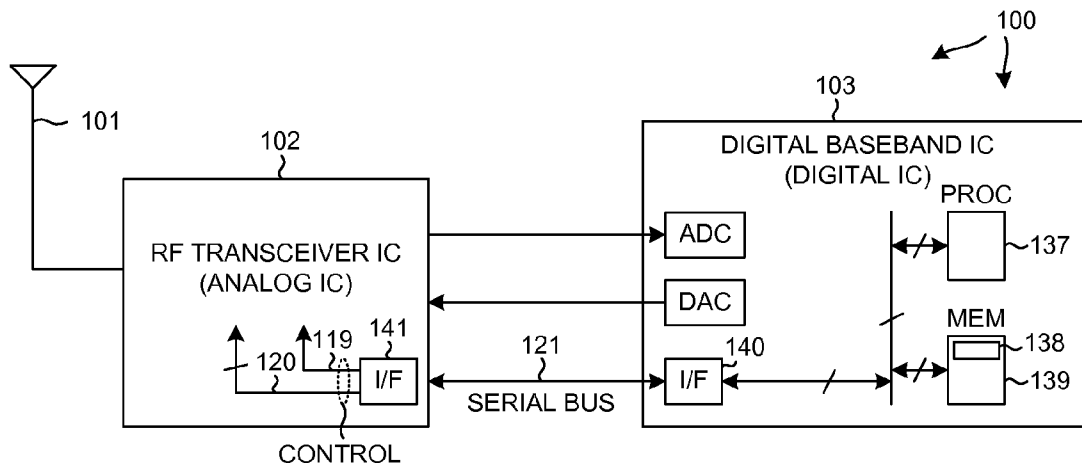 100
101
102
103
DIGITAL BASEBAND IC
(DIGITAL IC)
PROC
ADC
137
RF TRANSCEIVER IC
(ANALOG IC)
DAC
MEM
119
141
121
140
138
120
I/F
I/F
139
SERIAL BUS
CONTROL